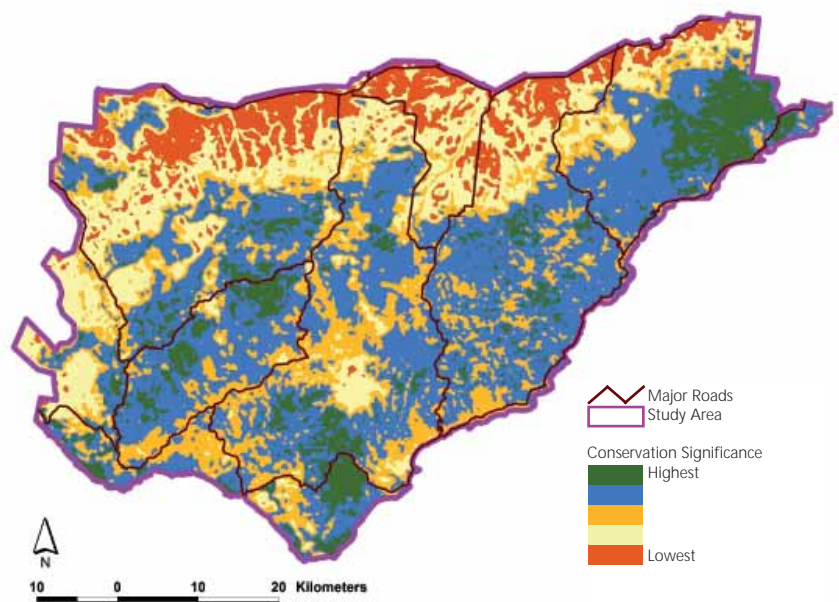 Major Roads
Study Area
Conservation Significance
Highest
Lowest
N
10 0 10 20 Kilometers